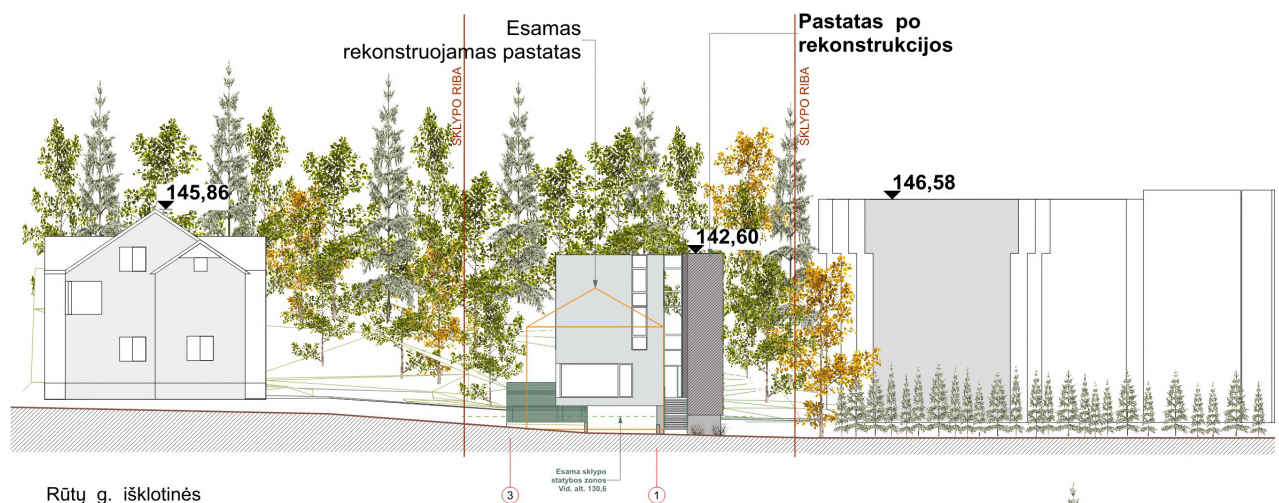 Esamas
rekonstruojamas pastatas
Pastatas po
rekonstrukcijos
SKLYPO RIBA
SKLYPO RIBA
145,86
146,58
142,60
Esama sklypo
statybos zonos
Vid. alt. 130,6
3
1
Rūtų g. išklotinės